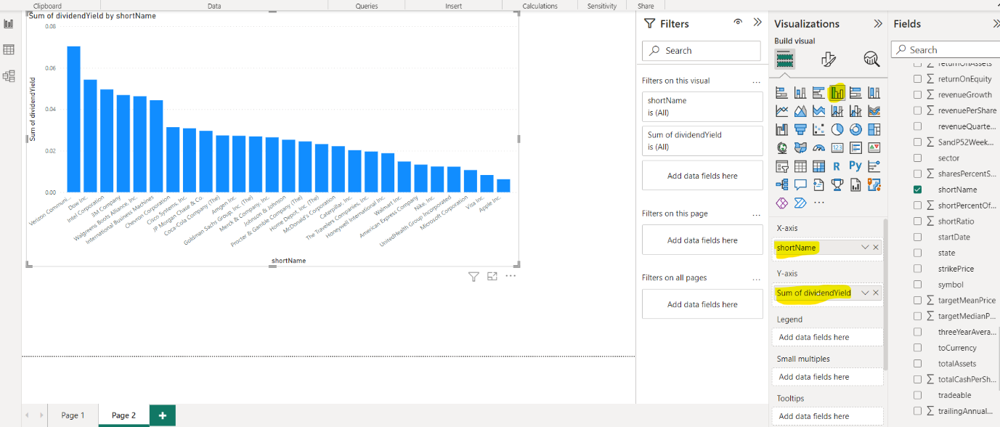 Clipboard
Data
Queries
Insert
Calculations
Sensitivity
Share
Sum of dividendYield by shortName
0.08
0.06
0.04
0.02
0.00
Sum of dividendYield
Verizon Communi...
Dow Inc.
Intel Corporation
3M Company
Walgreens Boots Alliance, Inc.
International Business Machines
Chevron Corporation
Cisco Systems, Inc.
JP Morgan Chase & Co.
Coca-Cola Company (The)
Amgen Inc.
Goldman Sachs Group, Inc. (The)
Merck & Company, Inc.
Johnson & Johnson
Procter & Gamble Company (The)
Home Depot, Inc. (The)
McDonald's Corporation
Caterpillar, Inc.
The Travelers Companies, Inc.
Honeywell International Inc.
Walmart Inc.
American Express Company
Nike, Inc.
UnitedHealth Group Incorporated
Microsoft Corporation
Visa Inc.
Apple Inc.
shortName
Page 1
Page 2
+
Filters
Search
Filters on this visual
...
shortName
is (All)
Sum of dividendYield
is (All)
Add data fields here
Filters on this page
...
Add data fields here
Filters on all pages
...
Add data fields here
Visualizations
Build visual
123
R
Py
...
X-axis
shortName
Y-axis
Sum of dividendYield
Legend
Add data fields here
Small multiples
Add data fields here
Tooltips
Add data fields here
Fields
Search
returnOnAssets
returnOnEquity
revenueGrowth
revenuePerShare
revenueQuarte...
SandP52Week...
sector
sharesPercentS...
shortName
shortPercentOf...
shortRatio
startDate
state
strikePrice
symbol
targetMeanPrice
targetMedianP...
threeYearAvera...
toCurrency
totalAssets
totalCashPerSh...
tradeable
trailingAnnual...